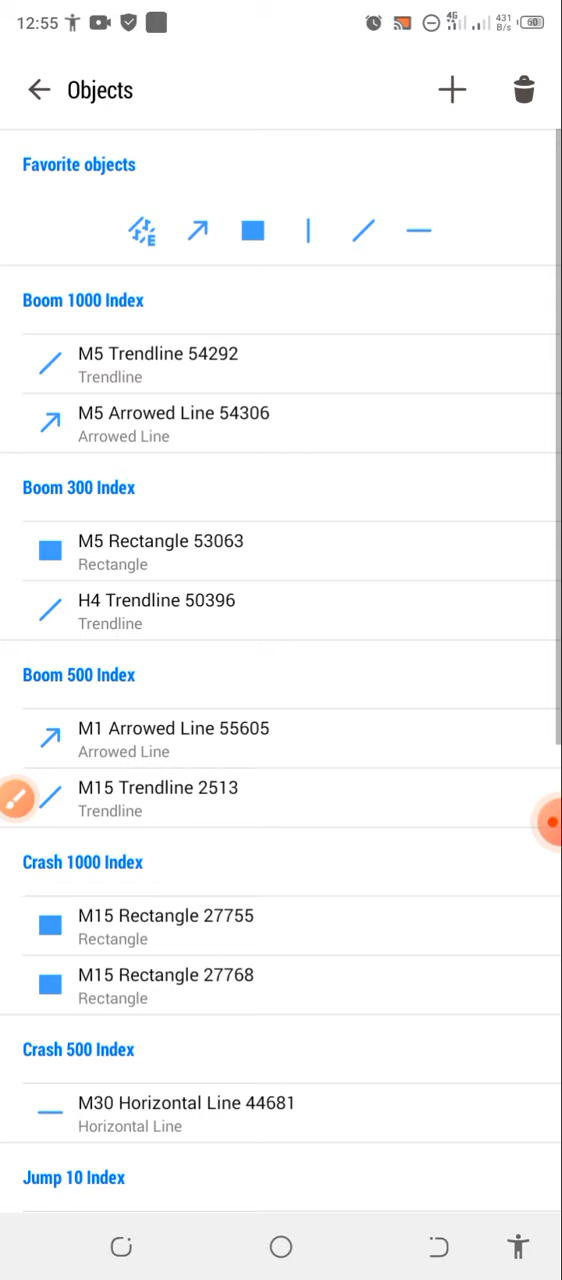 12:55
4G
431
B/s
60
Objects
Favorite objects
E
Boom 1000 Index
M5 Trendline 54292
Trendline
M5 Arrowed Line 54306
Arrowed Line
Boom 300 Index
M5 Rectangle 53063
Rectangle
H4 Trendline 50396
Trendline
Boom 500 Index
M1 Arrowed Line 55605
Arrowed Line
M15 Trendline 2513
Trendline
Crash 1000 Index
M15 Rectangle 27755
Rectangle
M15 Rectangle 27768
Rectangle
Crash 500 Index
M30 Horizontal Line 44681
Horizontal Line
Jump 10 Index